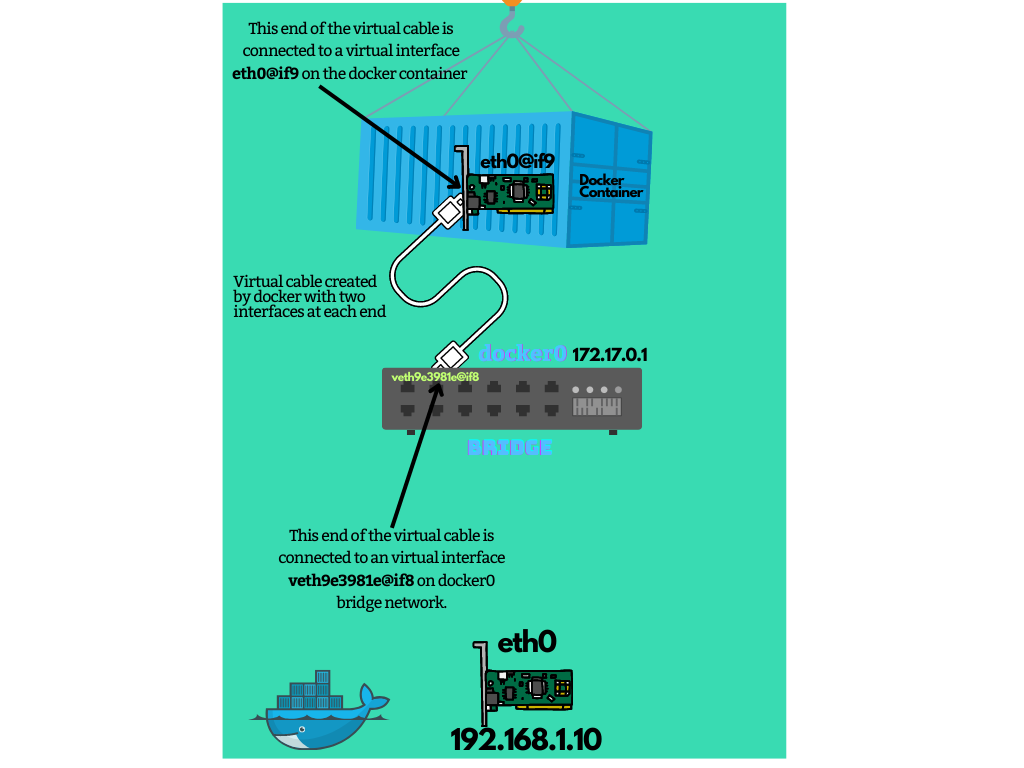 This end of the virtual cable is
connected to a virtual interface
eth0@if9 on the docker container
eth0@if9
Docker
Container
Virtual cable created
by docker with two
interfaces at each end
docker0 172.17.0.1
veth9e3981e@if8
BRIDGE
This end of the virtual cable is
connected to an virtual interface
veth9e3981e@if8 on docker0
bridge network.
eth0
192.168.1.10